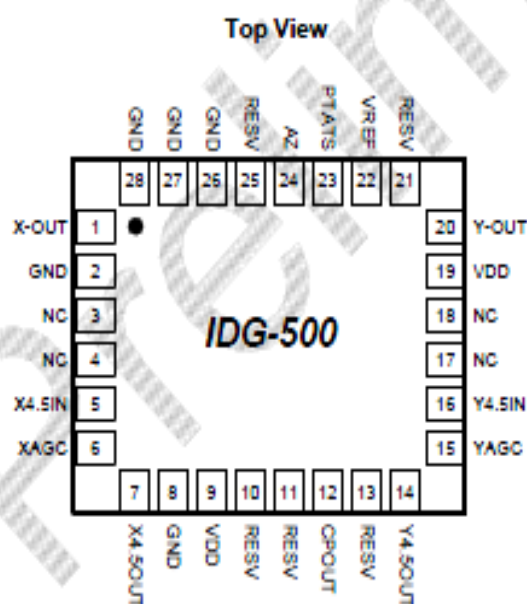 Top View
GND GND GND RESV AZ PTATS VREF RESV
28 27 26 25 24 23 22 21
X-OUT 1 20 Y-OUT
GND 2 19 VDD
NC 3 18 NC
IDG-500
NC 4 17 NC
X4.5IN 5 16 Y4.5IN
XAGC 6 15 YAGC
7 8 9 10 11 12 13 14
X4.5OUT GND VDD RESV RESV CPOUT RESV Y4.5OUT
Prelim